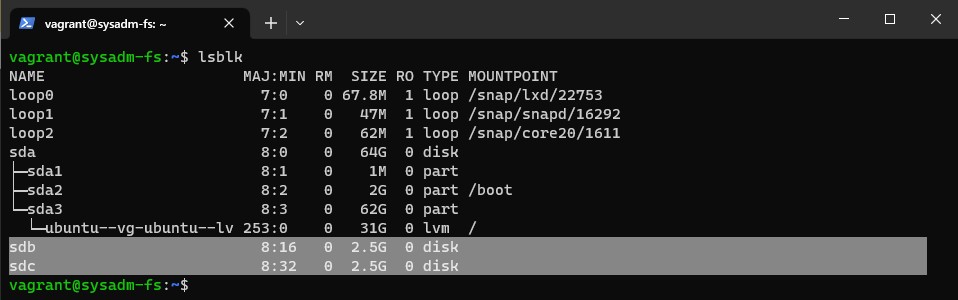 vagrant@sysadm-fs: ~
vagrant@sysadm-fs:~$ lsblk
NAME                      MAJ:MIN RM  SIZE RO TYPE MOUNTPOINT
loop0                       7:0    0 67.8M  1 loop /snap/lxd/22753
loop1                       7:1    0   47M  1 loop /snap/snapd/16292
loop2                       7:2    0   62M  1 loop /snap/core20/1611
sda                         8:0    0   64G  0 disk
├─sda1                      8:1    0    1M  0 part
├─sda2                      8:2    0    2G  0 part /boot
└─sda3                      8:3    0   62G  0 part
  └─ubuntu--vg-ubuntu--lv 253:0    0   31G  0 lvm  /
sdb                         8:16   0  2.5G  0 disk
sdc                         8:32   0  2.5G  0 disk
vagrant@sysadm-fs:~$